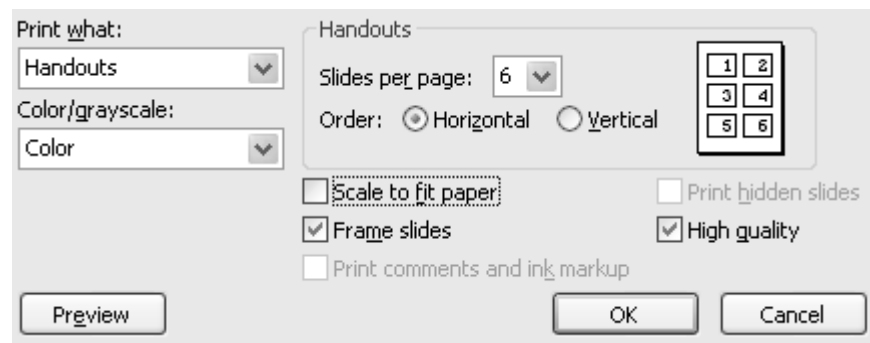 Print what:
Handouts
Color/grayscale:
Color
Handouts
Slides per page: 6
Order: Horizontal Vertical
1 2
3 4
5 6
Scale to fit paper Print hidden slides
Frame slides High quality
Print comments and ink markup
Preview OK Cancel